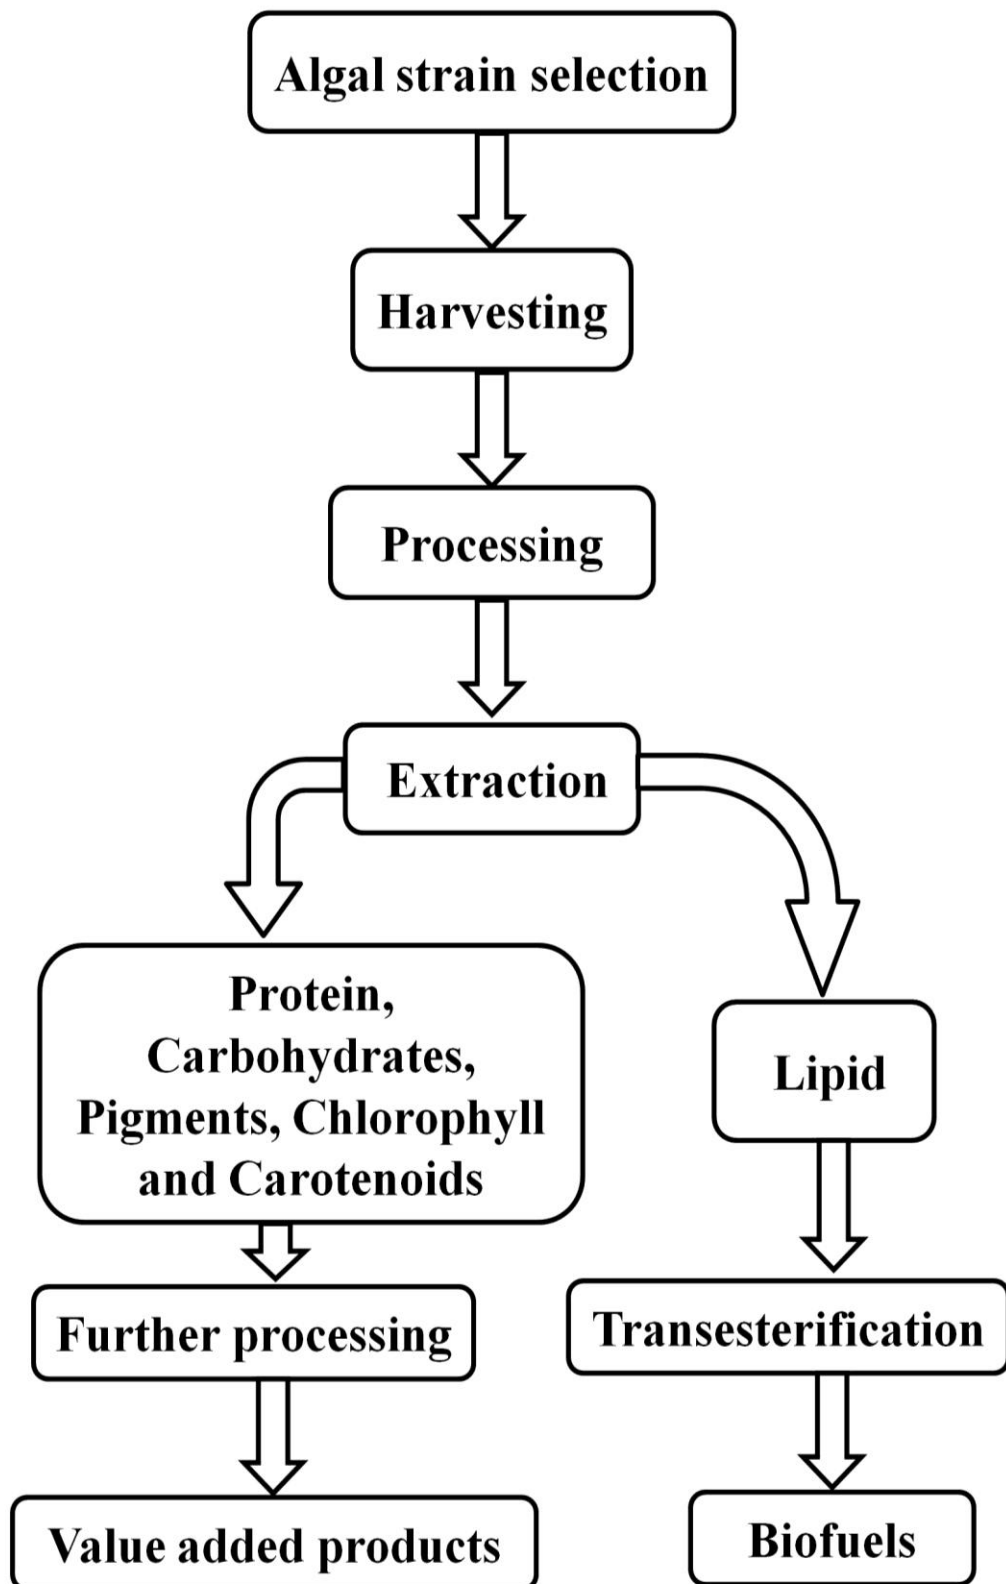 Algal strain selection
Harvesting
Processing
Extraction
Protein,
Carbohydrates,
Pigments, Chlorophyll
and Carotenoids
Lipid
Further processing
Transesterification
Value added products
Biofuels